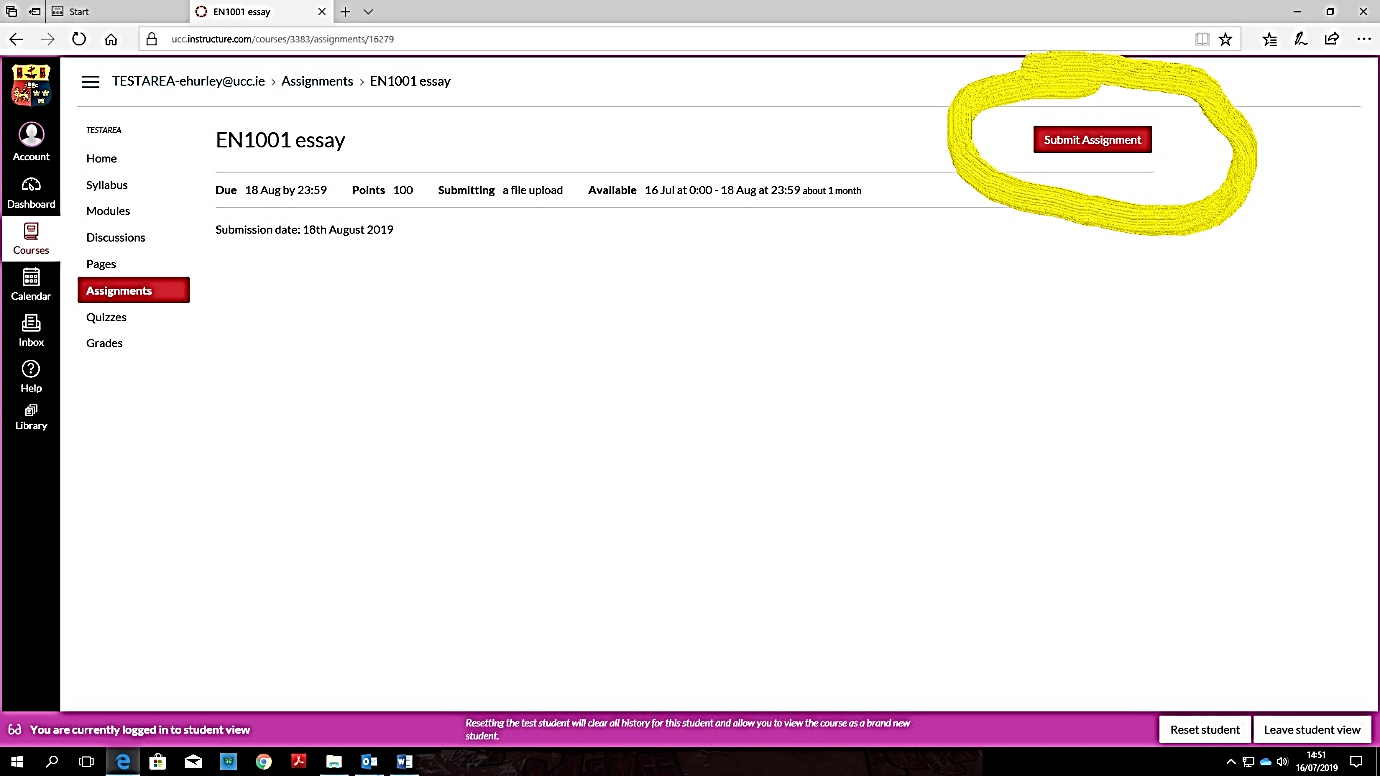 Start
EN1001 essay
ucc.instructure.com/courses/3383/assignments/16279
TESTAREA-ehurley@ucc.ie › Assignments › EN1001 essay
Account
Dashboard
Courses
Calendar
Inbox
Help
Library
TESTAREA
Home
Syllabus
Modules
Discussions
Pages
Assignments
Quizzes
Grades
EN1001 essay
Submit Assignment
Due 18 Aug by 23:59 Points 100 Submitting a file upload Available 16 Jul at 0:00 - 18 Aug at 23:59 about 1 month
Submission date: 18th August 2019
You are currently logged in to student view
Resetting the test student will clear all history for this student and allow you to view the course as a brand new
student.
Reset student
Leave student view
14:51
16/07/2019